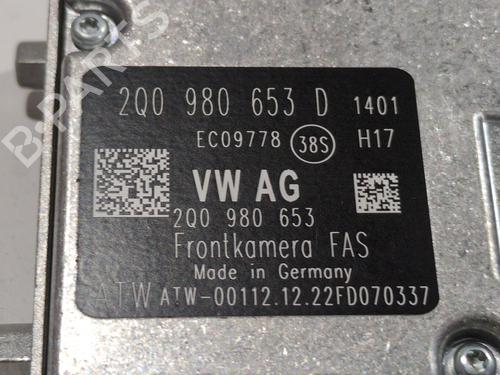 2Q0 980 653 D 1401
EC09778 38S H17
VW AG
2Q0 980 653
Frontkamera FAS
Made in Germany
ATW ATW-00112.12.22FD070337
B-PARTS